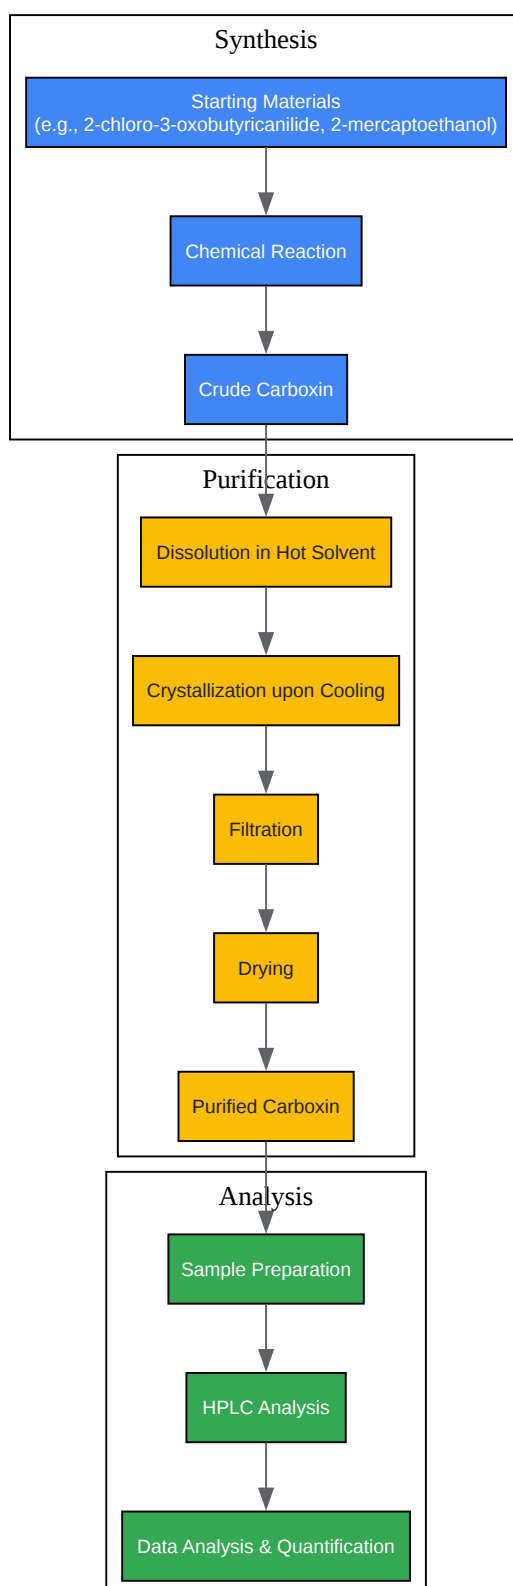 Synthesis
Starting Materials
(e.g., 2-chloro-3-oxobutyricanilide, 2-mercaptoethanol)
Chemical Reaction
Crude Carboxin
Purification
Dissolution in Hot Solvent
Crystallization upon Cooling
Filtration
Drying
Purified Carboxin
Analysis
Sample Preparation
HPLC Analysis
Data Analysis & Quantification